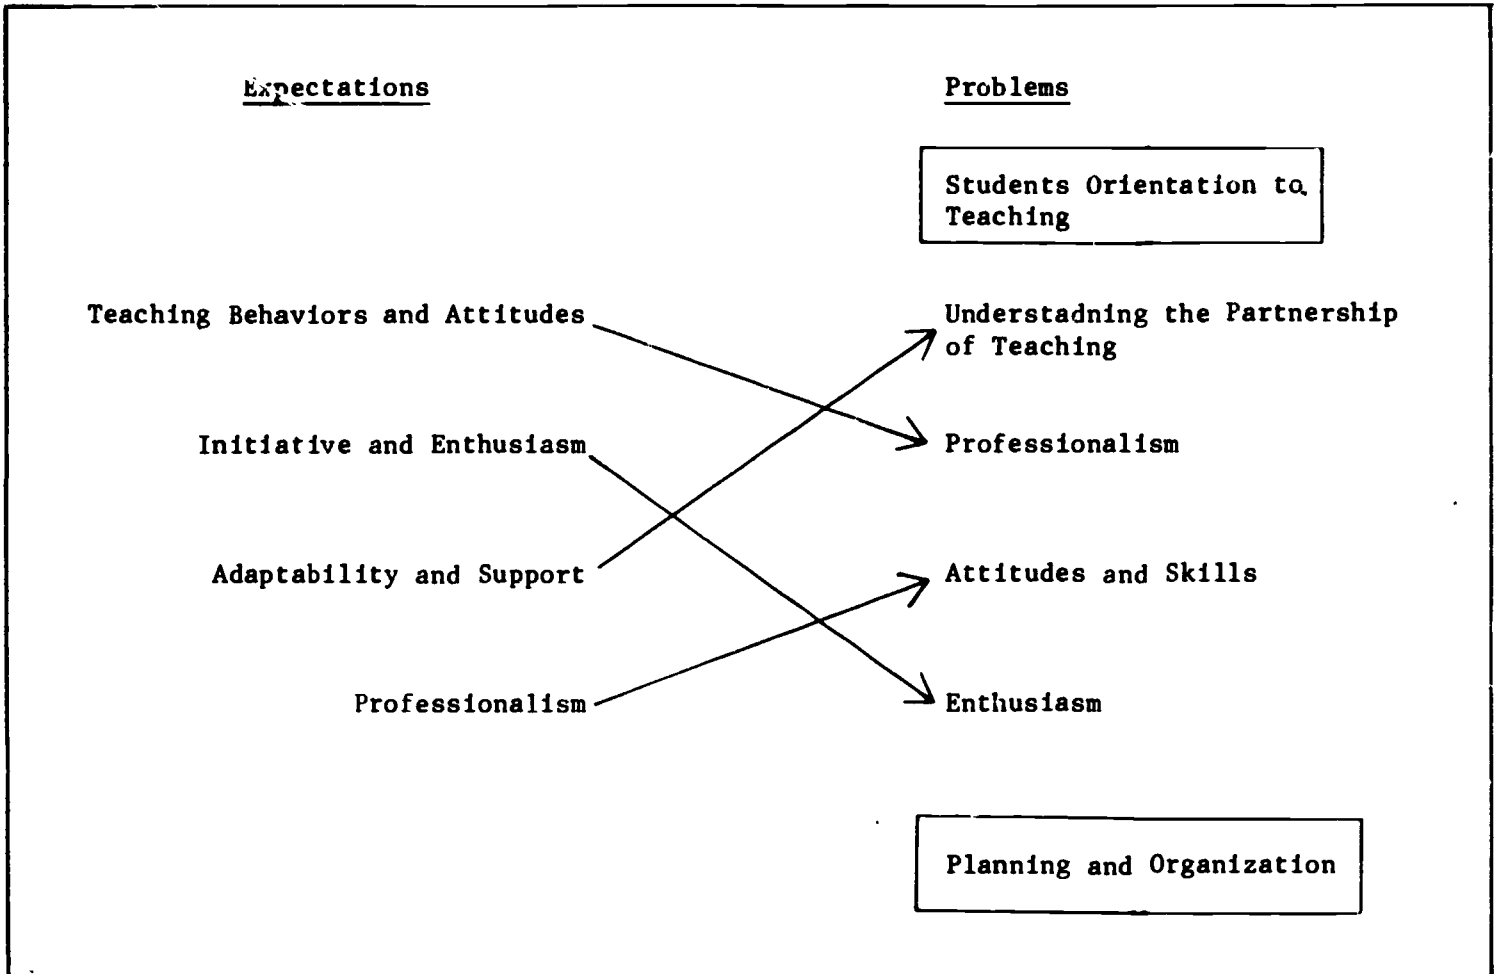 Expectations
Problems
Students Orientation to
Teaching
Teaching Behaviors and Attitudes
Understadning the Partnership
of Teaching
Initiative and Enthusiasm
Professionalism
Adaptability and Support
Attitudes and Skills
Professionalism
Enthusiasm
Planning and Organization